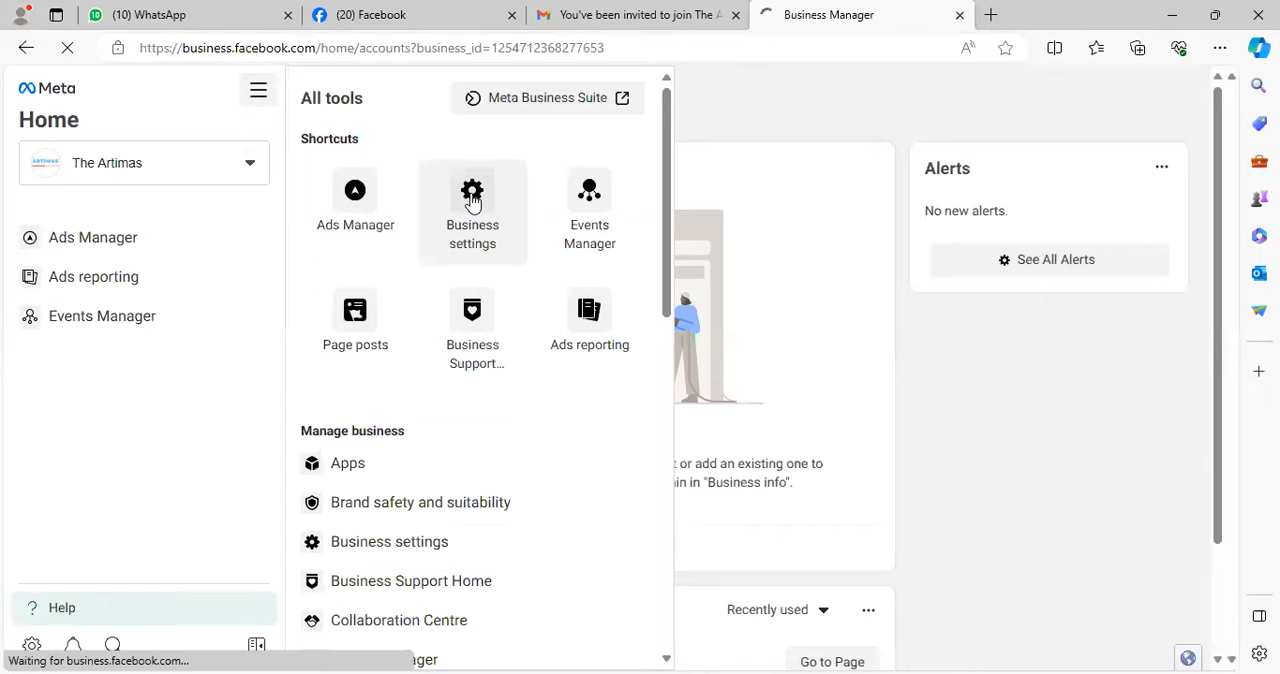 (10) WhatsApp
(20) Facebook
You've been invited to join The A
Business Manager
https://business.facebook.com/home/accounts?business_id=1254712368277653
Meta
Home
ARTIMAS
The Artimas
Ads Manager
Ads reporting
Events Manager
? Help
Waiting for business.facebook.com...
All tools
Meta Business Suite
Shortcuts
Ads Manager
Business settings
Events Manager
Page posts
Business Support...
Ads reporting
Manage business
Apps
Brand safety and suitability
Business settings
Business Support Home
Collaboration Centre
ager
t or add an existing one to
in in "Business info".
Recently used
Go to Page
Alerts
No new alerts.
See All Alerts